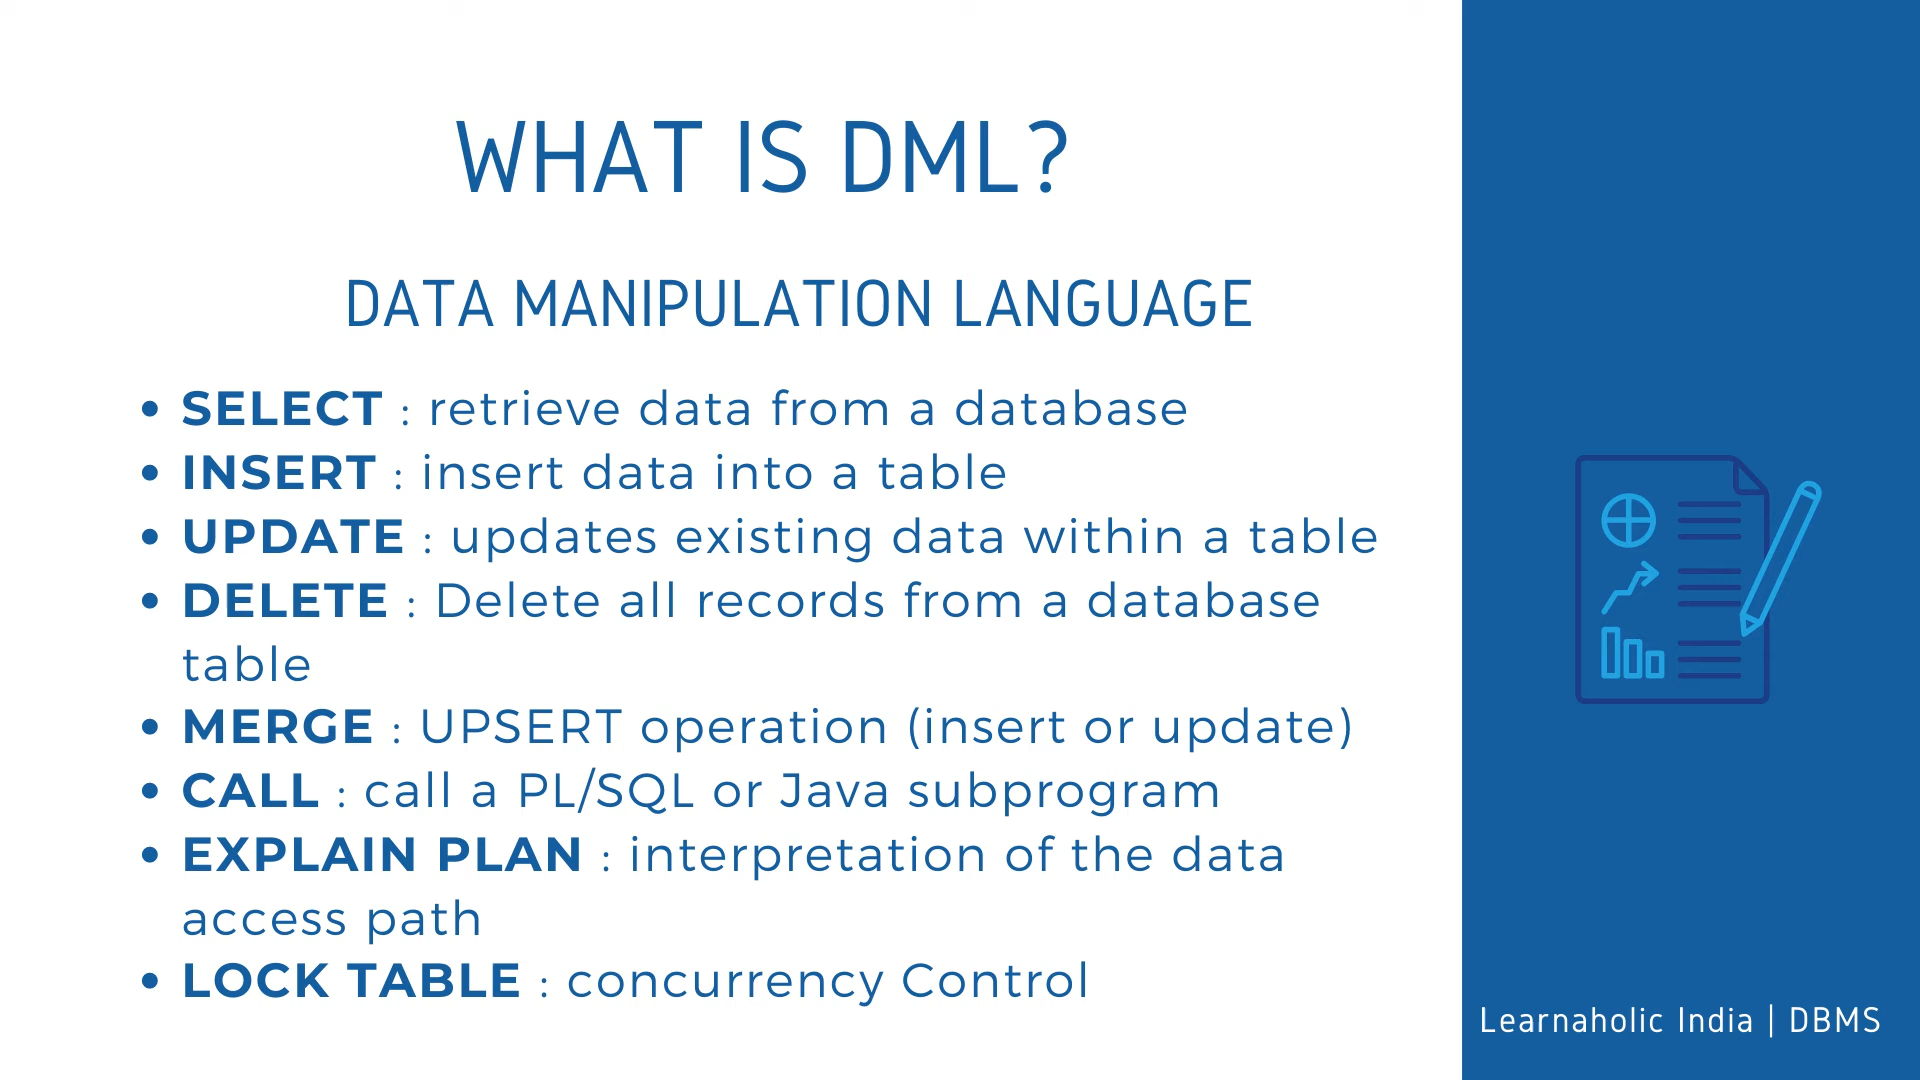 WHAT IS DML?
DATA MANIPULATION LANGUAGE
• SELECT : retrieve data from a database
• INSERT : insert data into a table
• UPDATE : updates existing data within a table
• DELETE : Delete all records from a database
table
• MERGE : UPSERT operation (insert or update)
• CALL : call a PL/SQL or Java subprogram
• EXPLAIN PLAN : interpretation of the data
access path
• LOCK TABLE : concurrency Control
Learnaholic India | DBMS